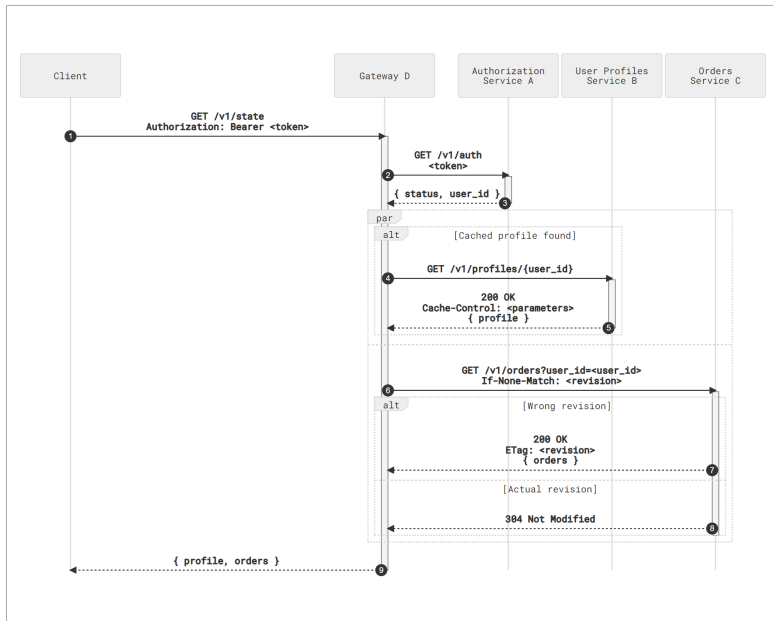 Client
Gateway D
Authorization
Service A
User Profiles
Service B
Orders
Service C
GET /v1/state
Authorization: Bearer <token>
1
GET /v1/auth
<token>
2
{ status, user_id }
3
par
alt
[Cached profile found]
GET /v1/profiles/{user_id}
4
200 OK
Cache-Control: <parameters>
{ profile }
5
GET /v1/orders?user_id=<user_id>
If-None-Match: <revision>
6
alt
[Wrong revision]
200 OK
ETag: <revision>
{ orders }
7
[Actual revision]
304 Not Modified
8
{ profile, orders }
9